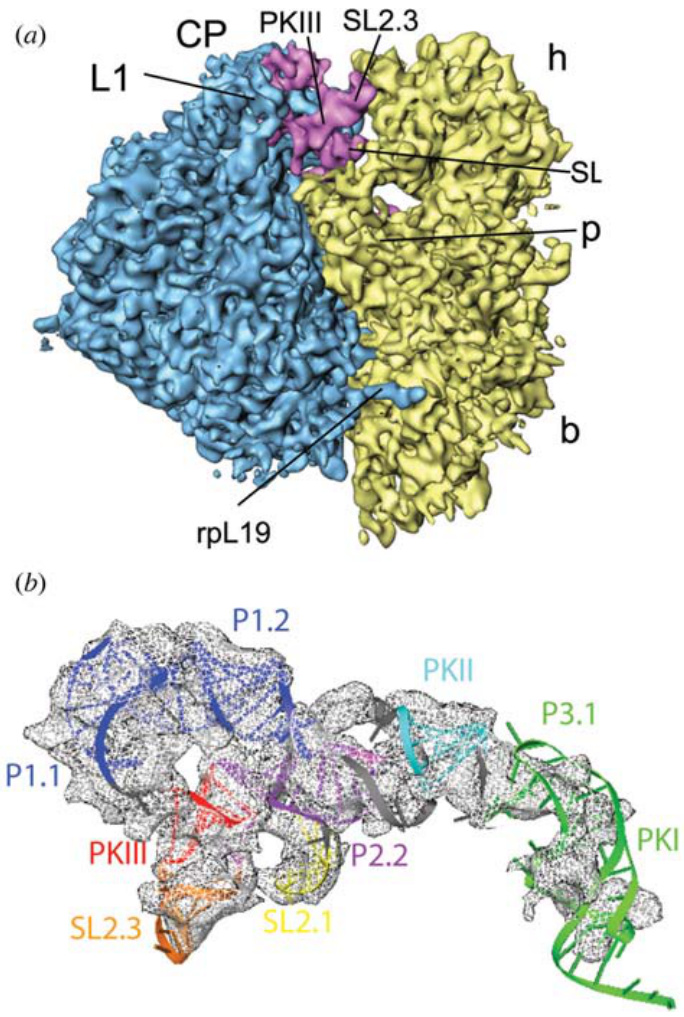 (a)
CP
PKIII
SL2.3
h
L1
SL
p
b
rpL19
(b)
P1.2
PKII
P3.1
P1.1
PKI
PKIII
P2.2
SL2.3
SL2.1